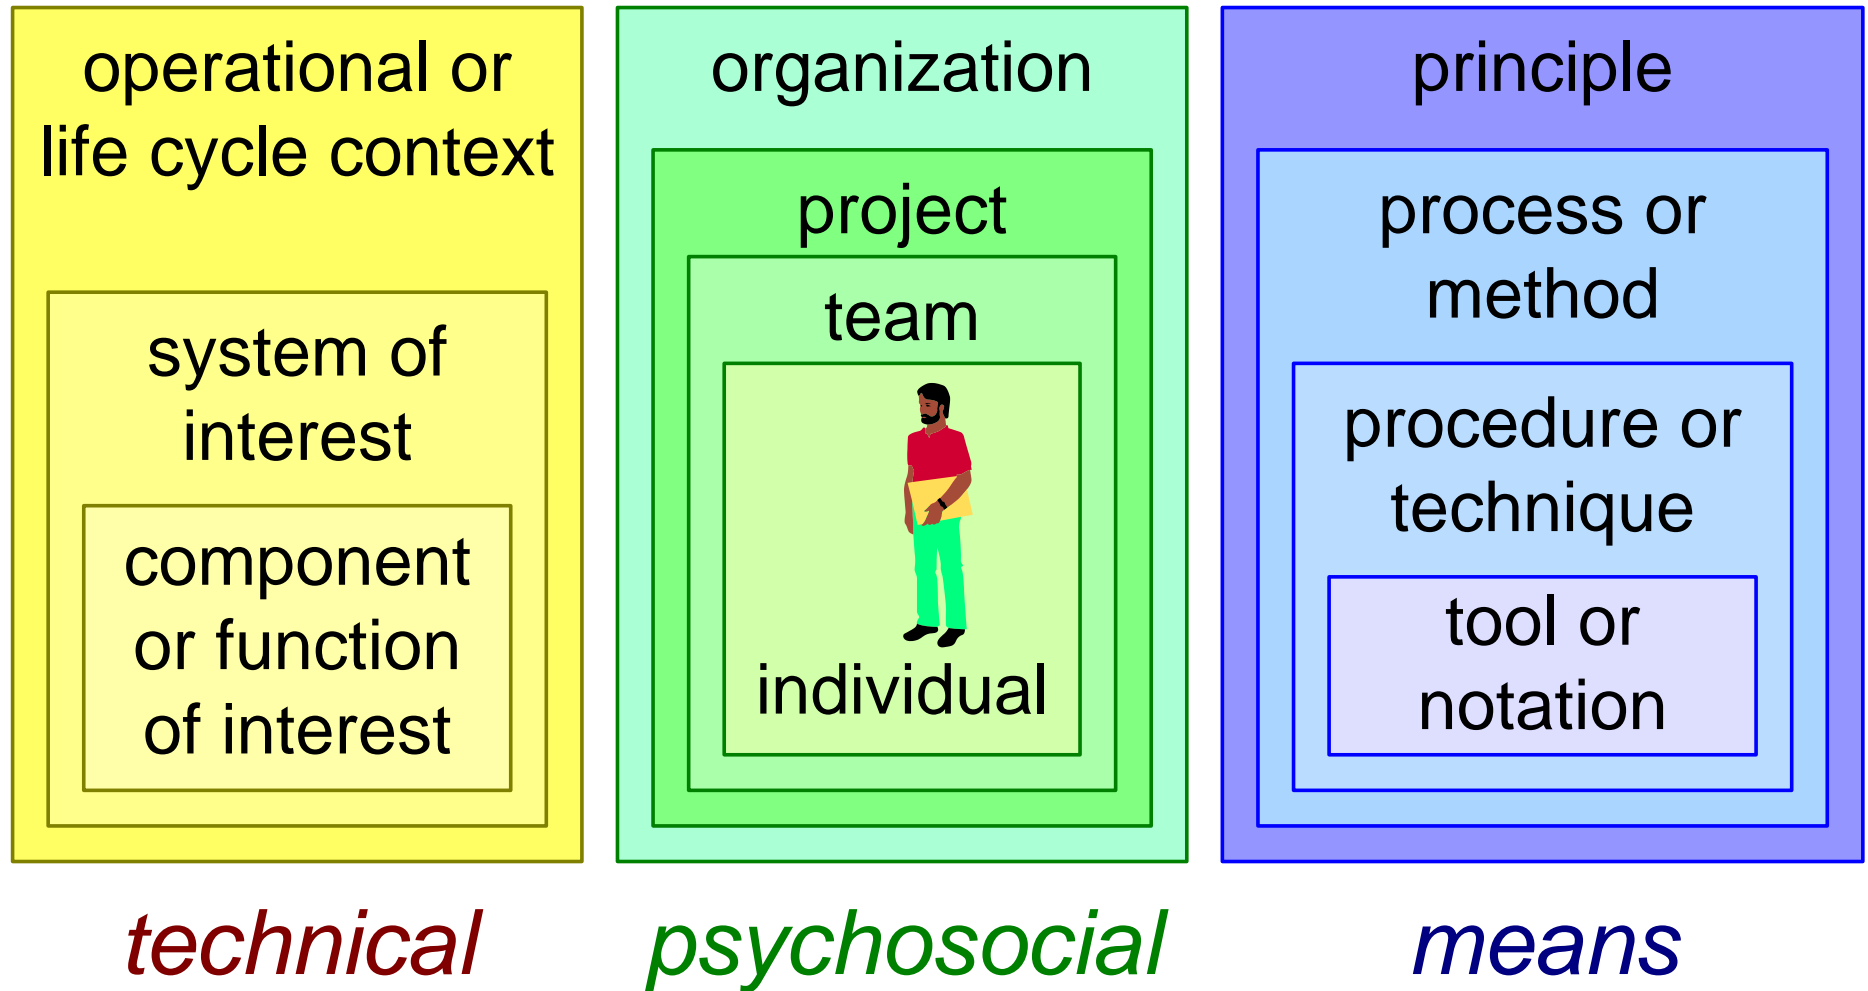 operational or
life cycle context
system of
interest
component
or function
of interest
technical
organization
project
team
individual
psychosocial
principle
process or
method
procedure or
technique
tool or
notation
means